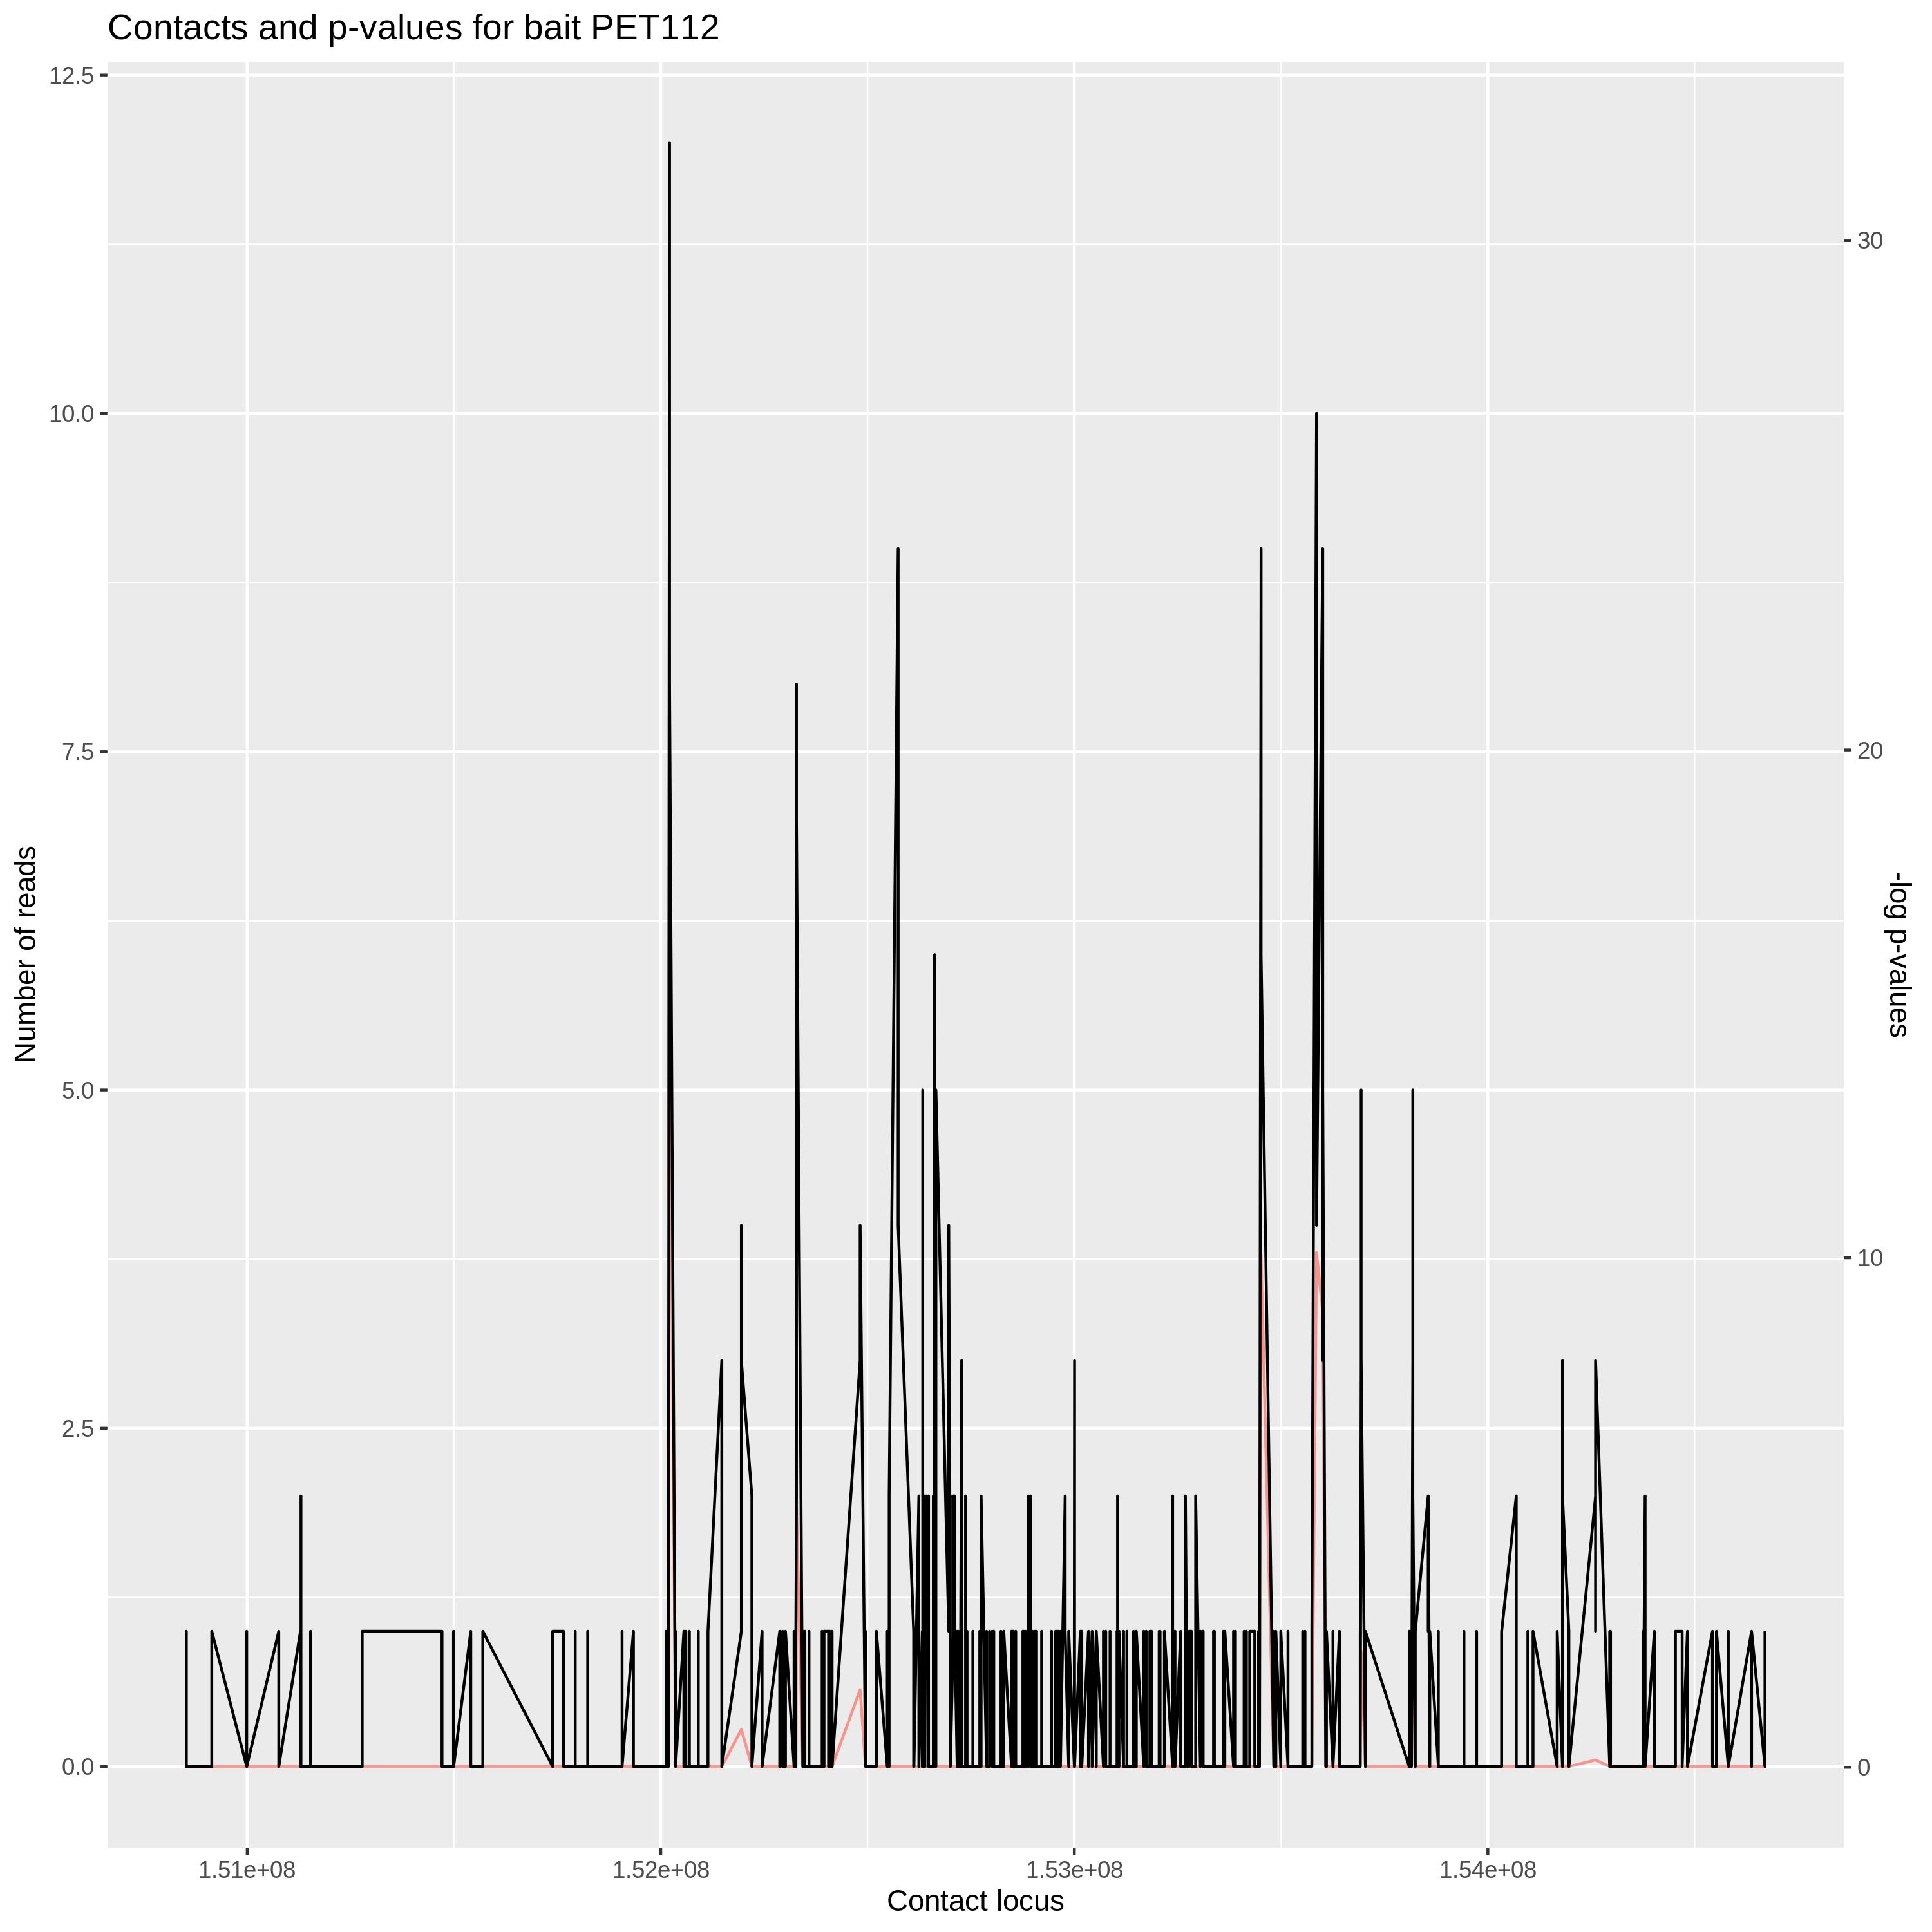 Contacts and p-values for bait PET112
12.5
10.0
7.5
5.0
2.5
0.0
Number of reads
30
20
10
0
-log p-values
1.51e+08 1.52e+08 1.53e+08 1.54e+08
Contact locus